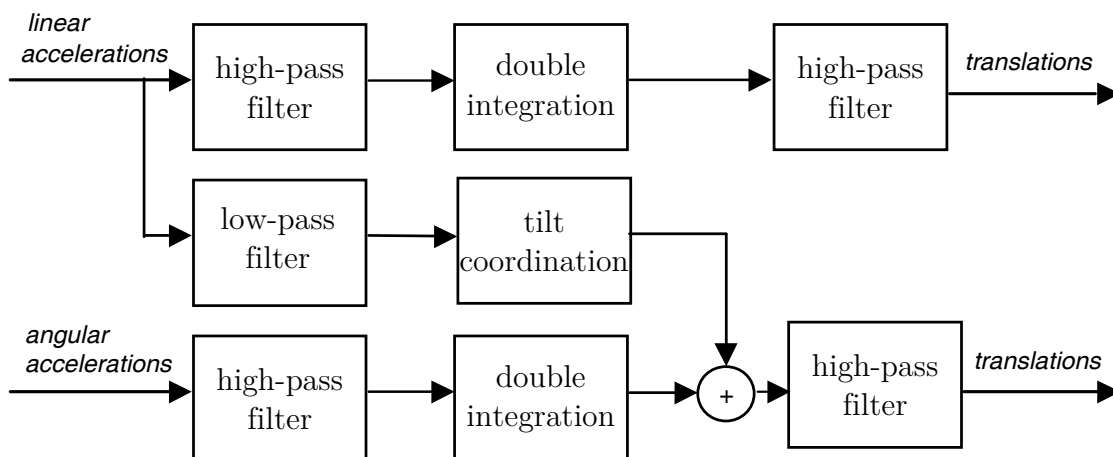 linear
accelerations
high-pass
filter
double
integration
high-pass
filter
translations
low-pass
filter
tilt
coordination
angular
accelerations
high-pass
filter
double
integration
+
high-pass
filter
translations